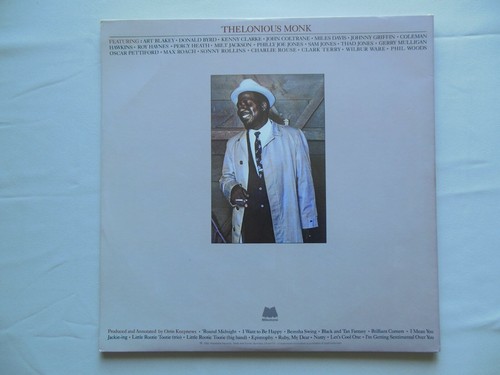 THELONIOUS MONK
FEATURING: • ART BLAKEY • DONALD BYRD • KENNY CLARKE • JOHN COLTRANE • MILES DAVIS • JOHNNY GRIFFIN • COLEMAN
HAWKINS • ROY HAYNES • PERCY HEATH • MILT JACKSON • PHILLY JOE JONES • SAM JONES • THAD JONES • GERRY MULLIGAN
OSCAR PETTIFORD • MAX ROACH • SONNY ROLLINS • CHARLIE ROUSE • CLARK TERRY • WILBUR WARE • PHIL WOODS
Milestone
Produced and Annotated by Orrin Keepnews • 'Round Midnight • I Want to Be Happy • Bemsha Swing • Black and Tan Fantasy • Brilliant Corners • I Mean You
Jackie-ing • Little Rootie Tootie (trio) • Little Rootie Tootie (big band) • Epistrophy • Ruby, My Dear • Nutty • Let's Cool One • I'm Getting Sentimental Over You